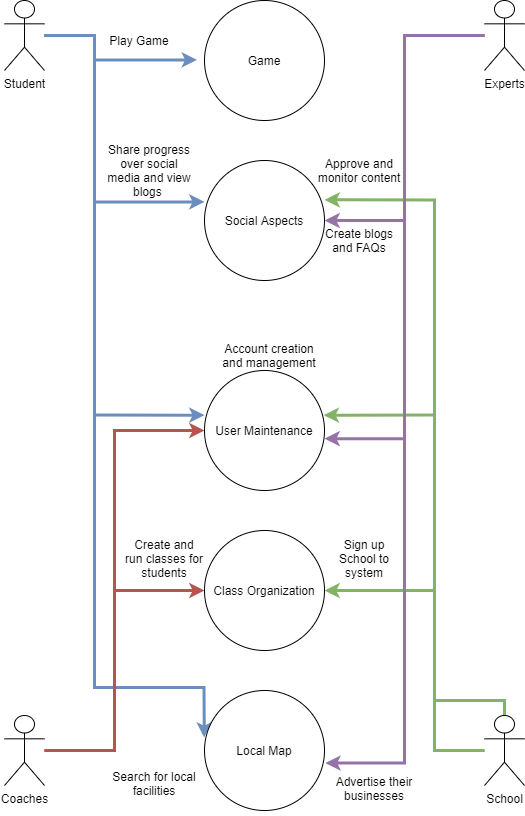 Play Game
Game
Student
Experts
Share progress
over social
media and view
blogs
Approve and
monitor content
Social Aspects
Create blogs
and FAQs
Account creation
and management
User Maintenance
Create and
run classes for
students
Sign up
School to
system
Class Organization
Local Map
Search for local
facilities
Advertise their
businesses
Coaches
School